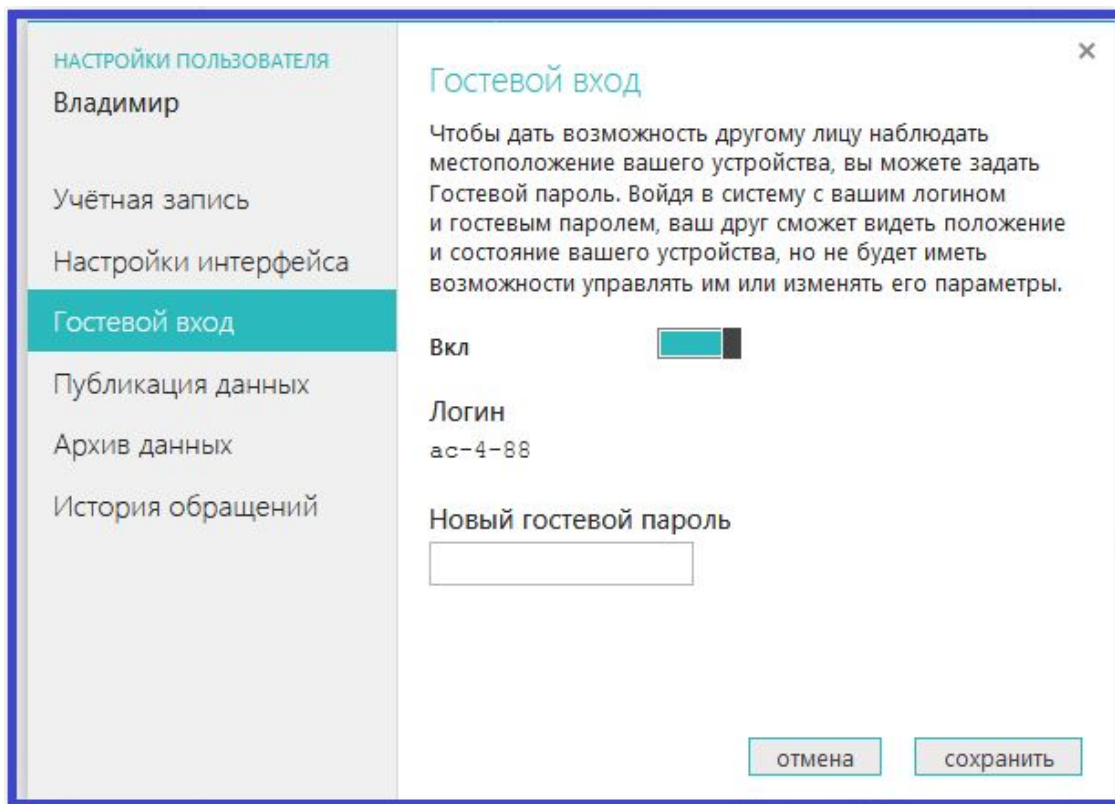 НАСТРОЙКИ ПОЛЬЗОВАТЕЛЯ
Владимир
Учётная запись
Настройки интерфейса
Гостевой вход
Публикация данных
Архив данных
История обращений
×
Гостевой вход
Чтобы дать возможность другому лицу наблюдать
местоположение вашего устройства, вы можете задать
Гостевой пароль. Войдя в систему с вашим логином
и гостевым паролем, ваш друг сможет видеть положение
и состояние вашего устройства, но не будет иметь
возможности управлять им или изменять его параметры.
Вкл
Логин
ac-4-88
Новый гостевой пароль
отмена
сохранить